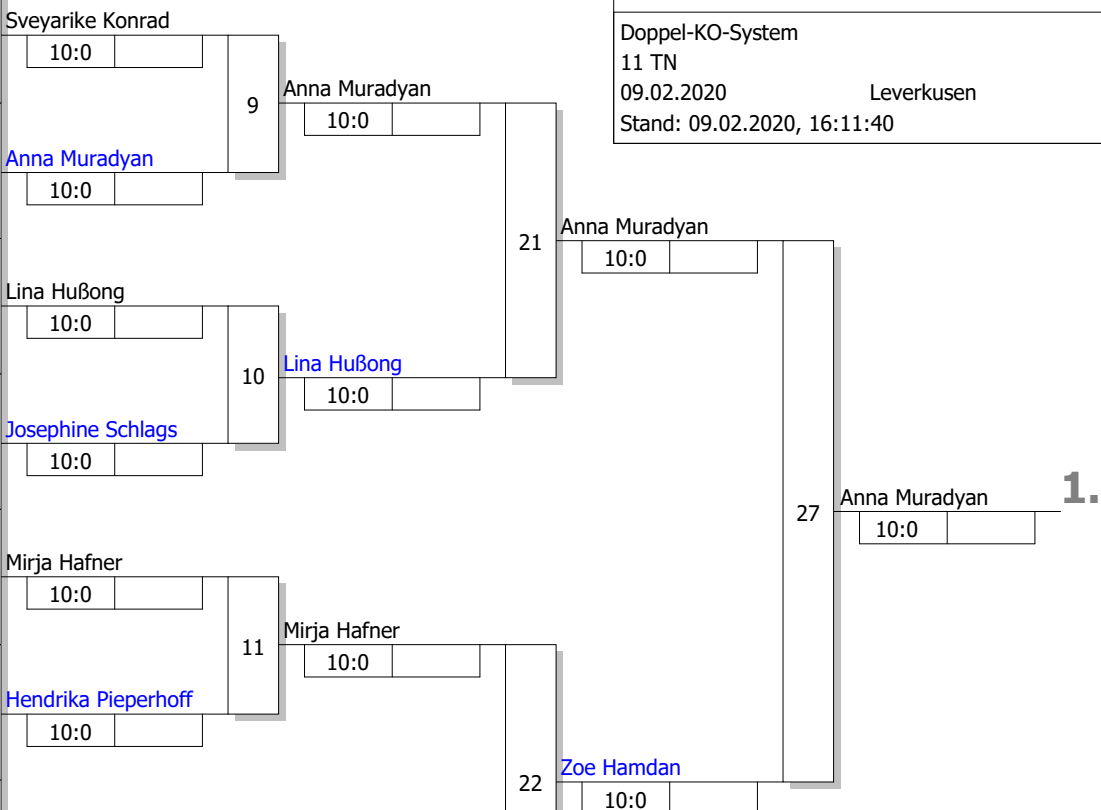 Sveyarike Konrad
10:0
9
Anna Muradyan
10:0
Anna Muradyan
10:0
Doppel-KO-System
11 TN
09.02.2020 Leverkusen
Stand: 09.02.2020, 16:11:40
21
Anna Muradyan
10:0
Lina Hußong
10:0
10
Lina Hußong
10:0
Josephine Schlags
10:0
27
Anna Muradyan
10:0
1.
Mirja Hafner
10:0
11
Mirja Hafner
10:0
Hendrika Pieperhoff
10:0
22
Zoe Hamdan
10:0